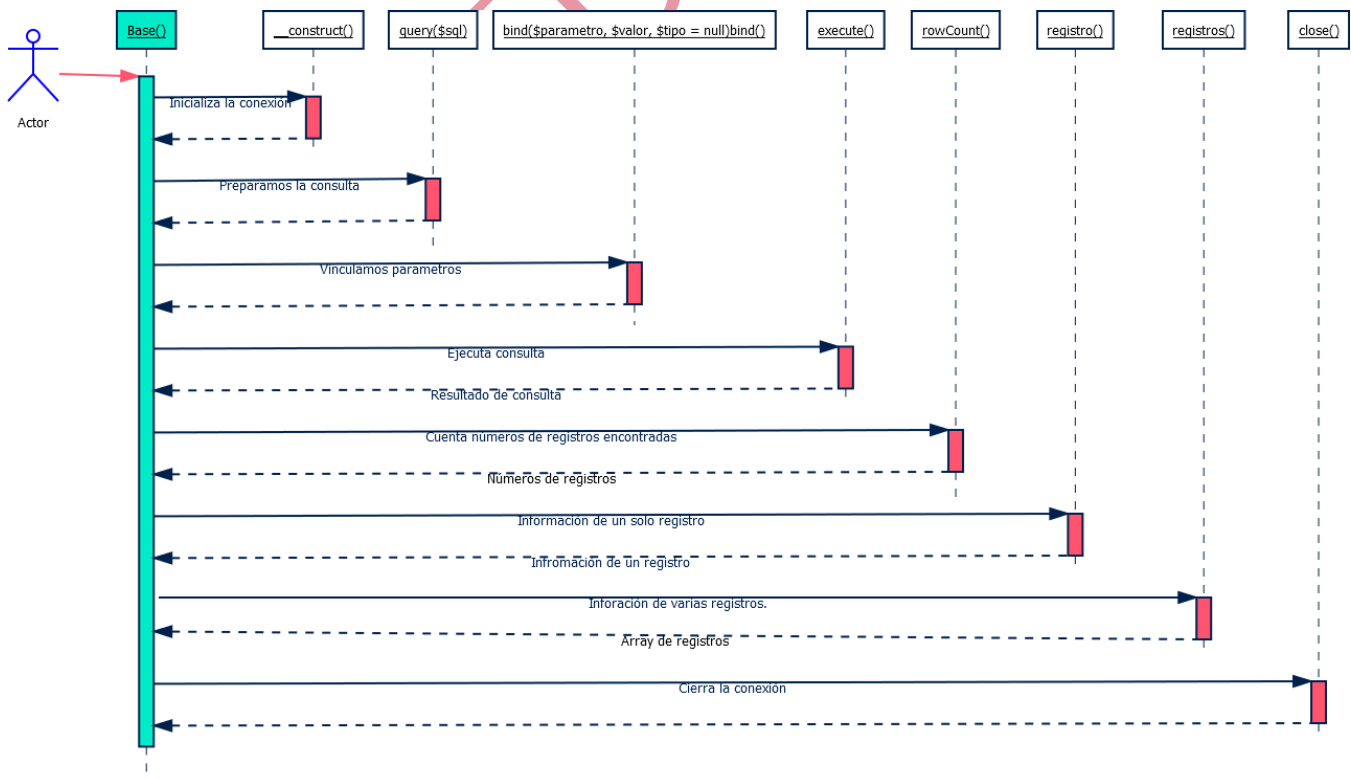 Base()
__construct()
query($sql)
bind($parametro, $valor, $tipo = null)bind()
execute()
rowCount()
registro()
registros()
close()
Actor
Inicializa la conexión
Preparamos la consulta
Vinculamos parametros
Ejecuta consulta
Resultado de consulta
Cuenta números de registros encontradas
Números de registros
Información de un solo registro
Infromación de un registro
Inforación de varias registros.
Array de registros
Cierra la conexión